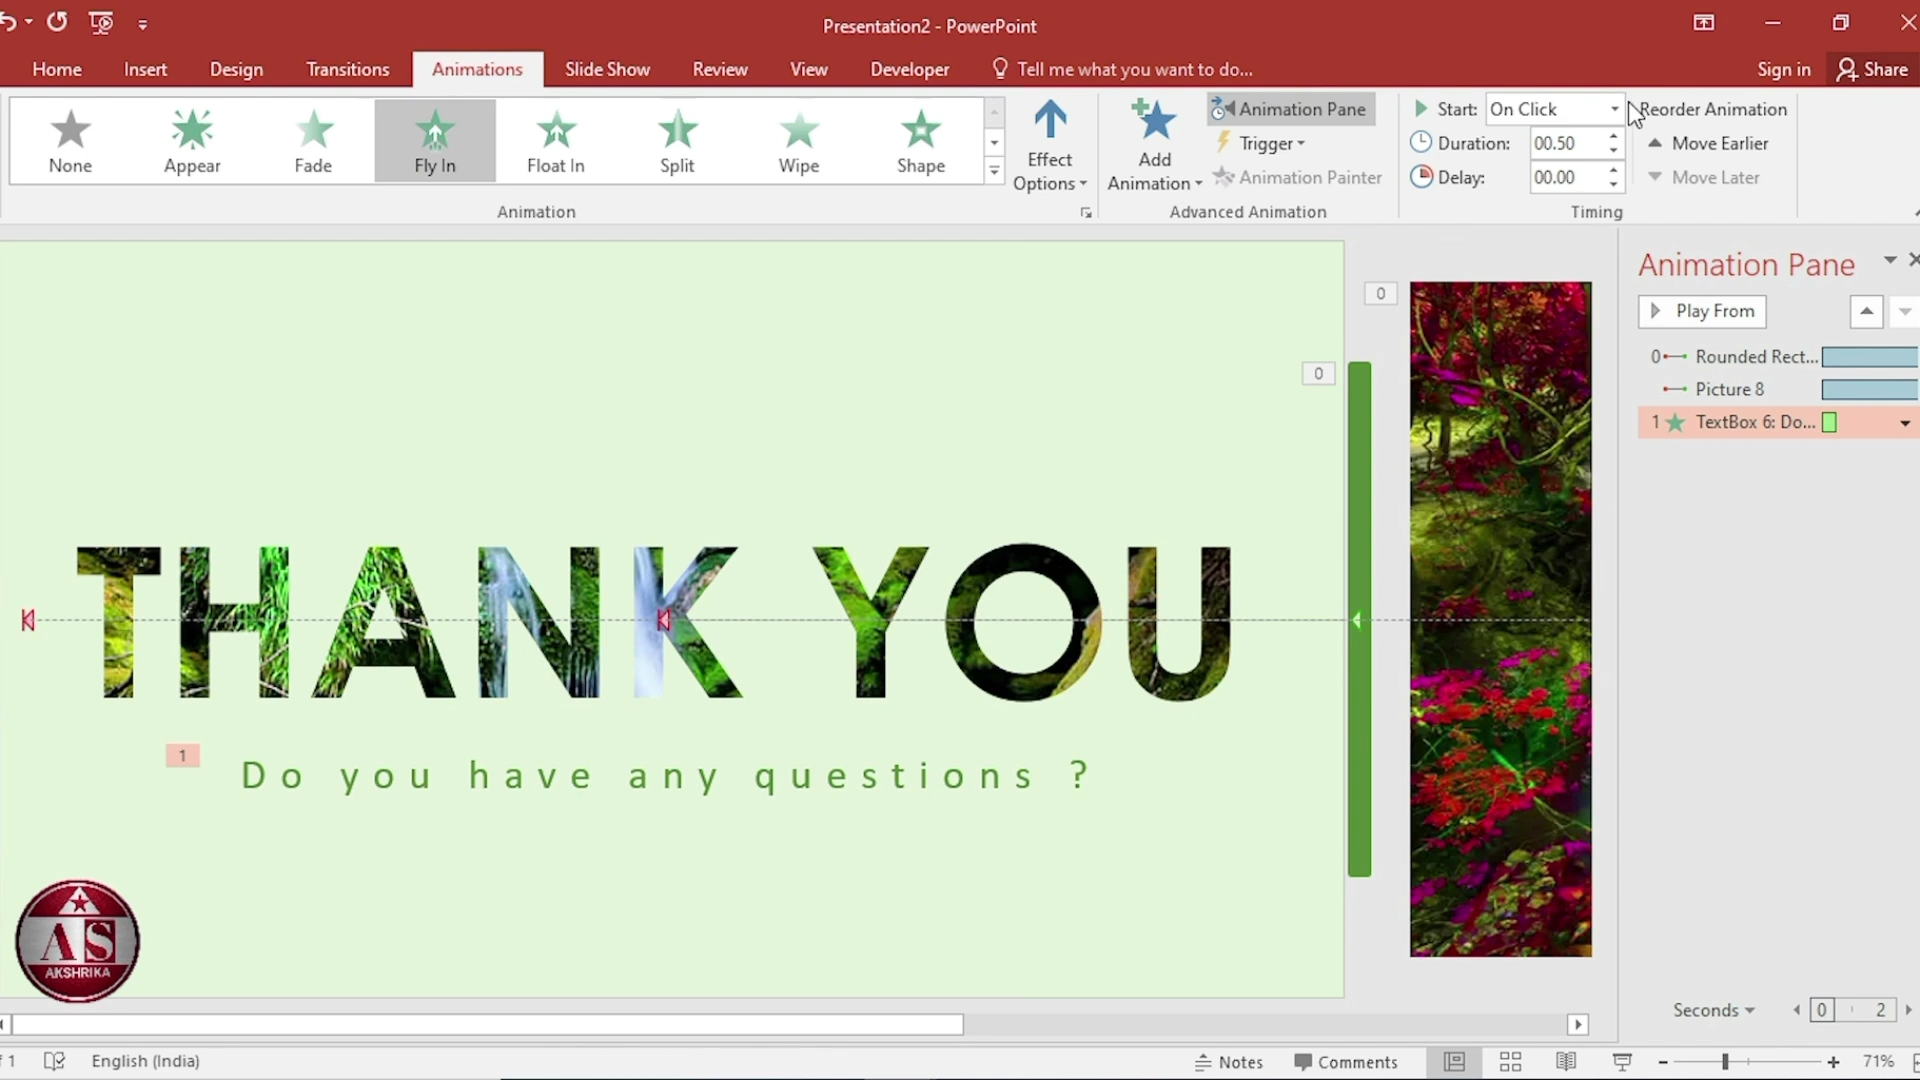 Presentation2 - PowerPoint
Home Insert Design Transitions Animations Slide Show Review View Developer Tell me what you want to do... Sign in Share
None Appear Fade Fly In Float In Split Wipe Shape
Effect Options
Add Animation
Animation Pane
Trigger
Animation Painter
Start: On Click
Duration: 00.50
Delay: 00.00
Reorder Animation
Move Earlier
Move Later
Animation Advanced Animation Timing
Animation Pane
Play From
0 Rounded Rect...
Picture 8
1 TextBox 6: Do...
0
0
THANK YOU
1
Do you have any questions ?
AS
AKSHRIKA
Seconds 0 2
1 English (India) Notes Comments 71%